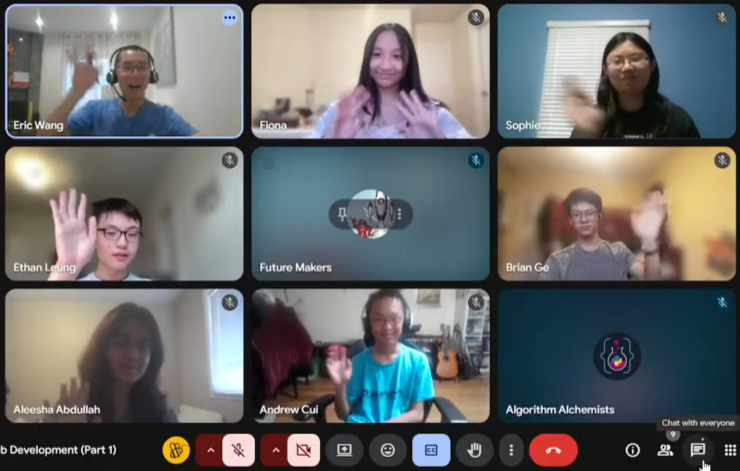 Eric Wang
Fiona
Sophie
Ethan Leung
Future Makers
Brian Ge
Aleesha Abdullah
Andrew Cui
Algorithm Alchemists
Chat with everyone
b Development (Part 1)
CC
9